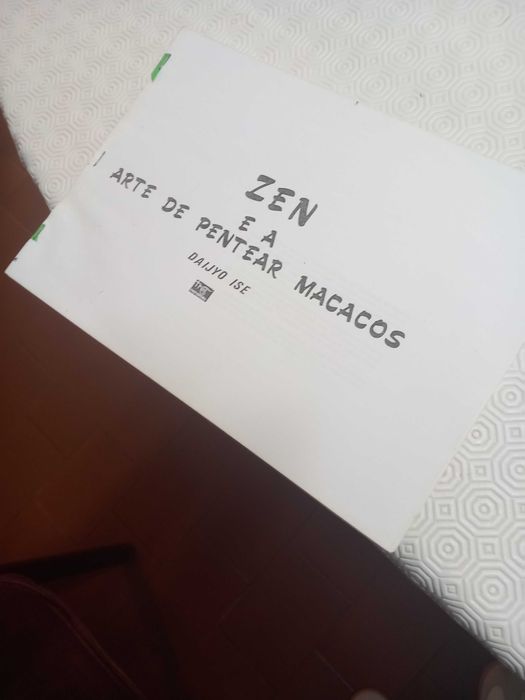 ZEN
E A
ARTE DE PENTEAR MACACOS
DAIJYO ISE